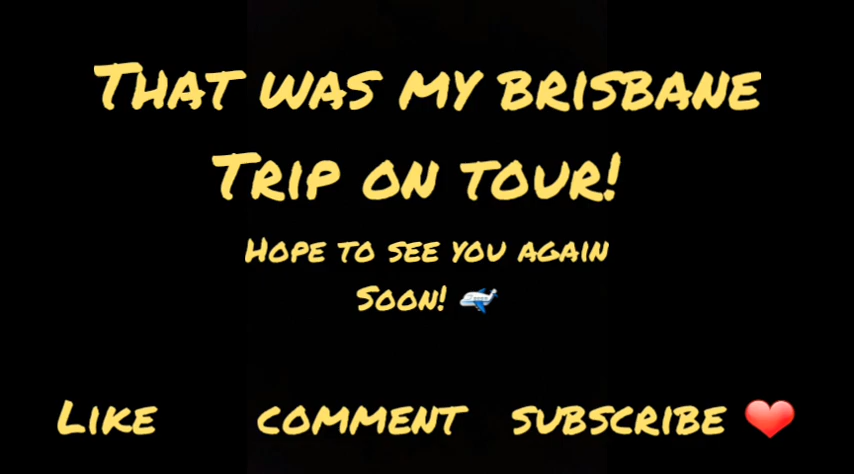 That was my brisbane
Trip on tour!
Hope to see you again
Soon! ✈️
Like comment subscribe ❤️